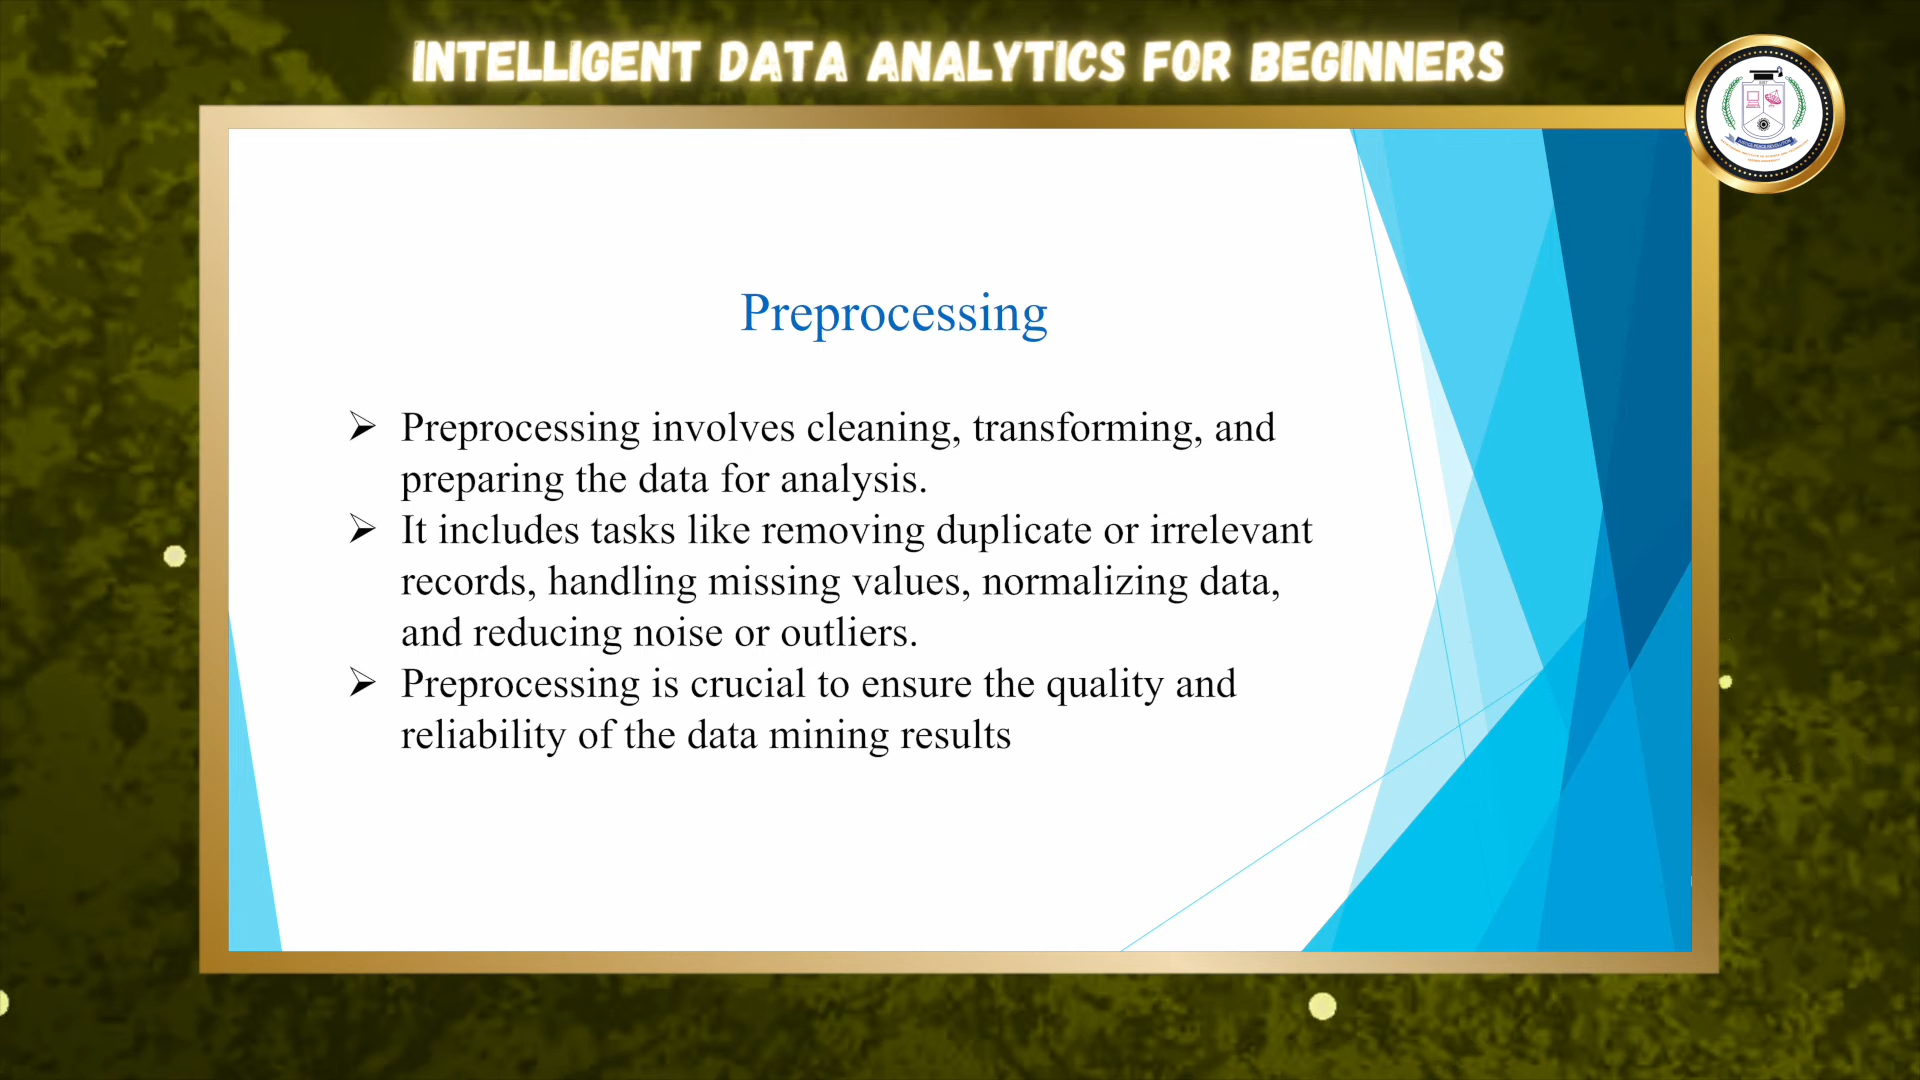 INTELLIGENT DATA ANALYTICS FOR BEGINNERS
Preprocessing
➢ Preprocessing involves cleaning, transforming, and
preparing the data for analysis.
➢ It includes tasks like removing duplicate or irrelevant
records, handling missing values, normalizing data,
and reducing noise or outliers.
➢ Preprocessing is crucial to ensure the quality and
reliability of the data mining results